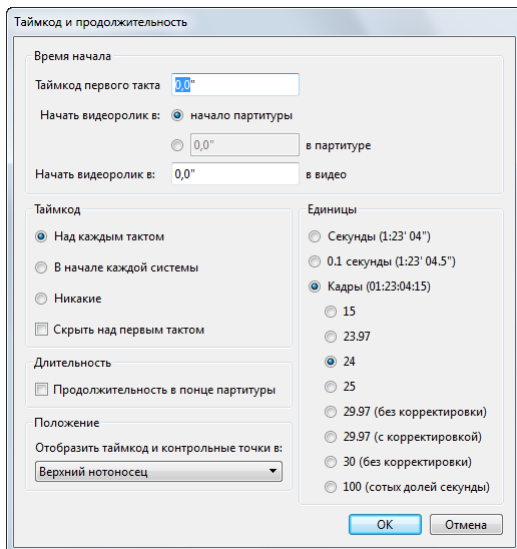 Таймкод и продолжительность
Время начала
Таймкод первого такта 0,0"
Начать видеоролик в: начало партитуры
0,0" в партитуре
Начать видеоролик в: 0,0" в видео
Таймкод
Над каждым тактом
В начале каждой системы
Никакие
Скрыть над первым тактом
Длительность
Продолжительность в понце партитуры
Положение
Отобразить таймкод и контрольные точки в:
Верхний нотоносец
Единицы
Секунды (1:23' 04")
0.1 секунды (1:23' 04.5")
Кадры (01:23:04:15)
15
23.97
24
25
29.97 (без корректировки)
29.97 (с корректировкой)
30 (без корректировки)
100 (сотых долей секунды)
OK Отмена